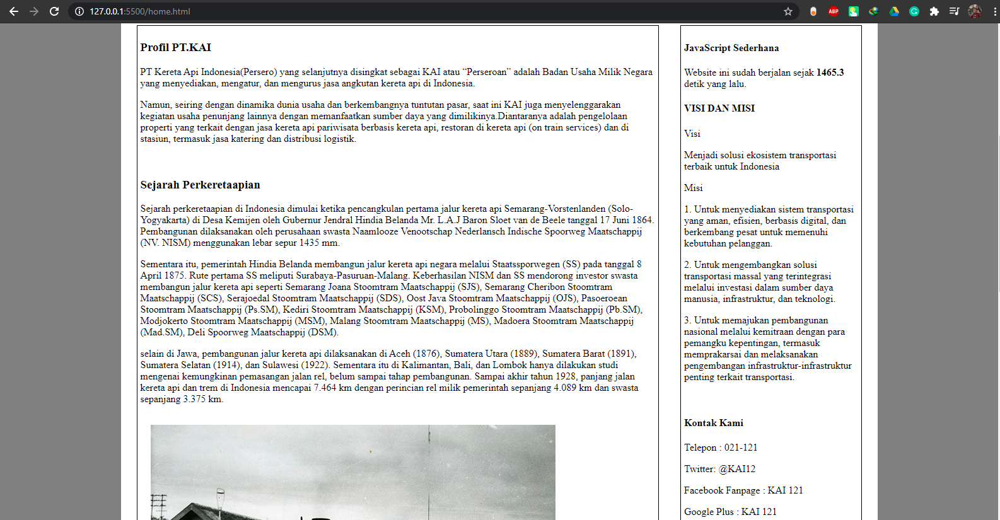 127.0.0.1:5500/home.html
ABP
Profil PT.KAI
PT Kereta Api Indonesia(Persero) yang selanjutnya disingkat sebagai KAI atau “Perseroan” adalah Badan Usaha Milik Negara
yang menyediakan, mengatur, dan mengurus jasa angkutan kereta api di Indonesia.
Namun, seiring dengan dinamika dunia usaha dan berkembangnya tuntutan pasar, saat ini KAI juga menyelenggarakan
kegiatan usaha penunjang lainnya dengan memanfaatkan sumber daya yang dimilikinya.Diantaranya adalah pengelolaan
properti yang terkait dengan jasa kereta api pariwisata berbasis kereta api, restoran di kereta api (on train services) dan di
stasiun, termasuk jasa katering dan distribusi logistik.
Sejarah Perkeretaapian
Sejarah perkeretaapian di Indonesia dimulai ketika pencangkulan pertama jalur kereta api Semarang-Vorstenlanden (Solo-
Yogyakarta) di Desa Kemijen oleh Gubernur Jendral Hindia Belanda Mr. L.A.J Baron Sloet van de Beele tanggal 17 Juni 1864.
Pembangunan dilaksanakan oleh perusahaan swasta Naamlooze Venootschap Nederlansch Indische Spoorweg Maatschappij
(NV. NISM) menggunakan lebar sepur 1435 mm.
Sementara itu, pemerintah Hindia Belanda membangun jalur kereta api negara melalui Staatssporwegen (SS) pada tanggal 8
April 1875. Rute pertama SS meliputi Surabaya-Pasuruan-Malang. Keberhasilan NISM dan SS mendorong investor swasta
membangun jalur kereta api seperti Semarang Joana Stoomtram Maatschappij (SJS), Semarang Cheribon Stoomtram
Maatschappij (SCS), Serajoedal Stoomtram Maatschappij (SDS), Oost Java Stoomtram Maatschappij (OJS), Pasoeroean
Stoomtram Maatschappij (Ps.SM), Kediri Stoomtram Maatschappij (KSM), Probolinggo Stoomtram Maatschappij (Pb.SM),
Modjokerto Stoomtram Maatschappij (MSM), Malang Stoomtram Maatschappij (MS), Madoera Stoomtram Maatschappij
(Mad.SM), Deli Spoorweg Maatschappij (DSM).
selain di Jawa, pembangunan jalur kereta api dilaksanakan di Aceh (1876), Sumatera Utara (1889), Sumatera Barat (1891),
Sumatera Selatan (1914), dan Sulawesi (1922). Sementara itu di Kalimantan, Bali, dan Lombok hanya dilakukan studi
mengenai kemungkinan pemasangan jalan rel, belum sampai tahap pembangunan. Sampai akhir tahun 1928, panjang jalan
kereta api dan trem di Indonesia mencapai 7.464 km dengan perincian rel milik pemerintah sepanjang 4.089 km dan swasta
sepanjang 3.375 km.
JavaScript Sederhana
Website ini sudah berjalan sejak 1465.3
detik yang lalu.
VISI DAN MISI
Visi
Menjadi solusi ekosistem transportasi
terbaik untuk Indonesia
Misi
1. Untuk menyediakan sistem transportasi
yang aman, efisien, berbasis digital, dan
berkembang pesat untuk memenuhi
kebutuhan pelanggan.
2. Untuk mengembangkan solusi
transportasi massal yang terintegrasi
melalui investasi dalam sumber daya
manusia, infrastruktur, dan teknologi.
3. Untuk memajukan pembangunan
nasional melalui kemitraan dengan para
pemangku kepentingan, termasuk
memprakarsai dan melaksanakan
pengembangan infrastruktur-infrastruktur
penting terkait transportasi.
Kontak Kami
Telepon : 021-121
Twitter: @KAI12
Facebook Fanpage : KAI 121
Google Plus : KAI 121